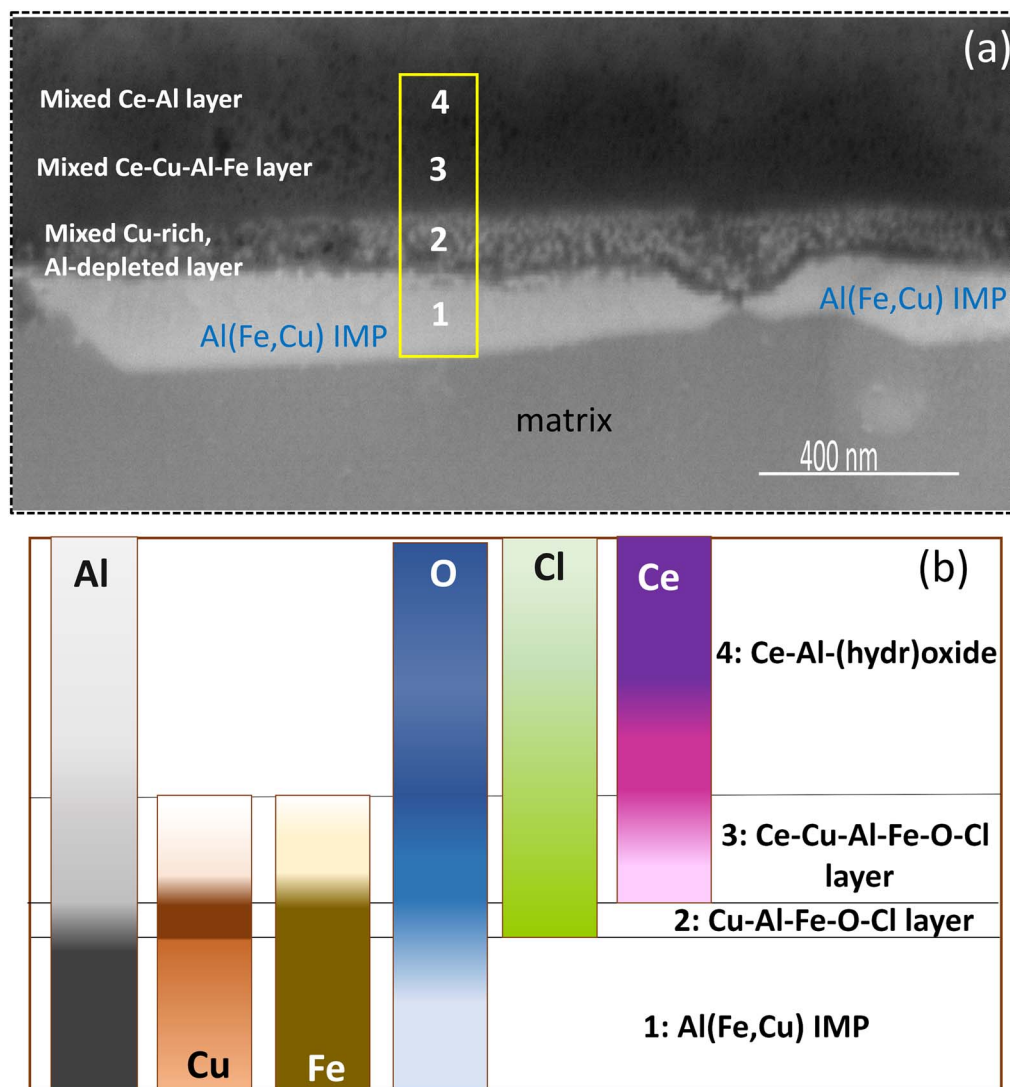 (a)
Mixed Ce-Al layer
4
Mixed Ce-Cu-Al-Fe layer
3
Mixed Cu-rich,
Al-depleted layer
2
1
Al(Fe,Cu) IMP
Al(Fe,Cu) IMP
matrix
400 nm
(b)
Al
O
Cl
Ce
4: Ce-Al-(hydr)oxide
3: Ce-Cu-Al-Fe-O-Cl
layer
2: Cu-Al-Fe-O-Cl layer
1: Al(Fe,Cu) IMP
Cu
Fe